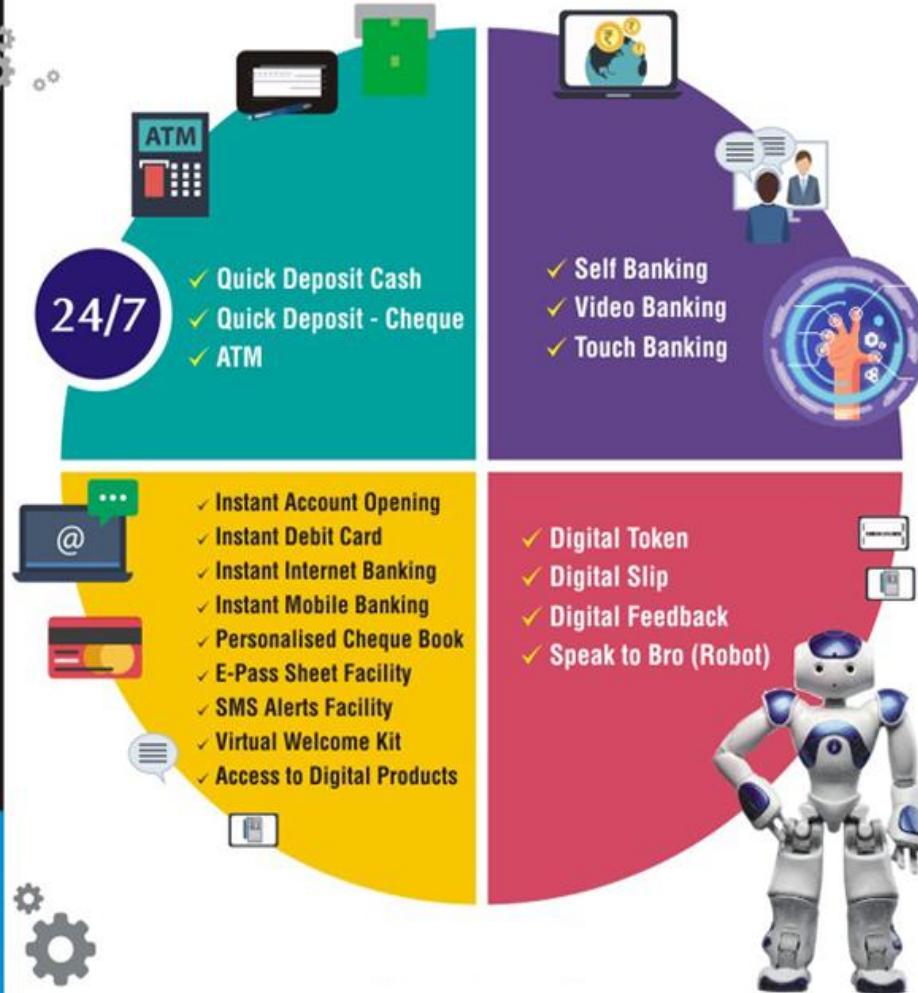 ATM
24/7
Quick Deposit Cash
Quick Deposit - Cheque
ATM
Self Banking
Video Banking
Touch Banking
@
Instant Account Opening
Instant Debit Card
Instant Internet Banking
Instant Mobile Banking
Personalised Cheque Book
E-Pass Sheet Facility
SMS Alerts Facility
Virtual Welcome Kit
Access to Digital Products
Digital Token
Digital Slip
Digital Feedback
Speak to Bro (Robot)